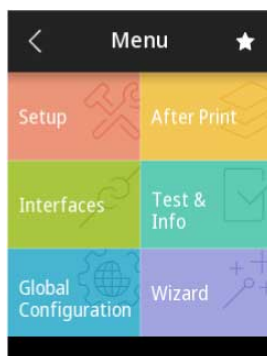 Menu
Setup
After Print
Interfaces
Test &
Info
Global
Configuration
Wizard